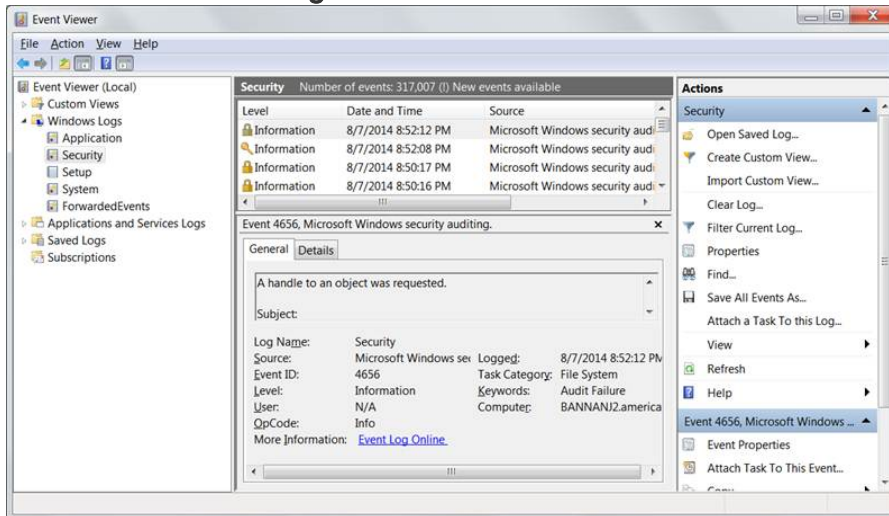 Event Viewer
File Action View Help
Event Viewer (Local)
Custom Views
Windows Logs
Application
Security
Setup
System
ForwardedEvents
Applications and Services Logs
Saved Logs
Subscriptions
Security Number of events: 317,007 (!) New events available
Level Date and Time Source
Information 8/7/2014 8:52:12 PM Microsoft Windows security audi
Information 8/7/2014 8:52:08 PM Microsoft Windows security audi
Information 8/7/2014 8:50:17 PM Microsoft Windows security audi
Information 8/7/2014 8:50:16 PM Microsoft Windows security audi
Event 4656, Microsoft Windows security auditing.
General Details
A handle to an object was requested.
Subject:
Log Name: Security
Source: Microsoft Windows sec Logged: 8/7/2014 8:52:12 PM
Event ID: 4656 Task Category: File System
Level: Information Keywords: Audit Failure
User: N/A Computer: BANNANJ2.america
OpCode: Info
More Information: Event Log Online
Actions
Security
Open Saved Log...
Create Custom View...
Import Custom View...
Clear Log...
Filter Current Log...
Properties
Find...
Save All Events As...
Attach a Task To this Log...
View
Refresh
Help
Event 4656, Microsoft Windows ...
Event Properties
Attach Task To This Event...